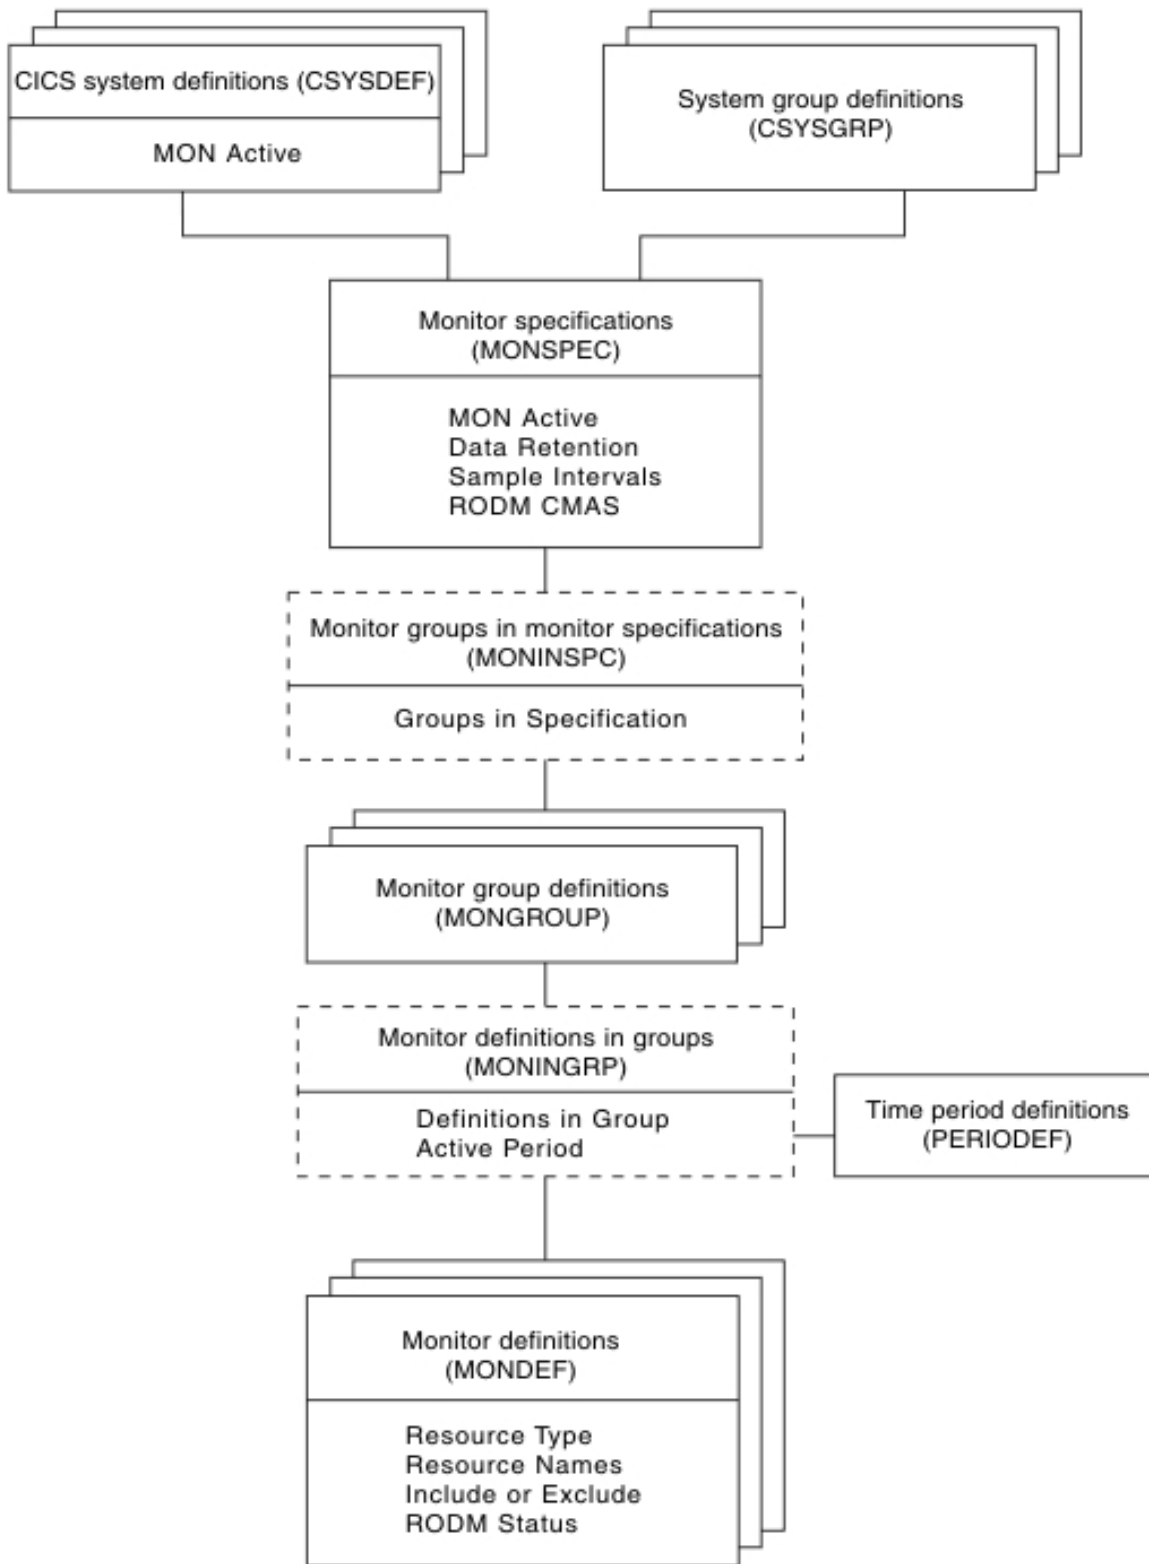 CICS system definitions (CSYSDEF)
MON Active
System group definitions
(CSYSGRP)
Monitor specifications
(MONSPEC)
MON Active
Data Retention
Sample Intervals
RODM CMAS
Monitor groups in monitor specifications
(MONINSPC)
Groups in Specification
Monitor group definitions
(MONGROUP)
Monitor definitions in groups
(MONINGRP)
Definitions in Group
Active Period
Time period definitions
(PERIODEF)
Monitor definitions
(MONDEF)
Resource Type
Resource Names
Include or Exclude
RODM Status